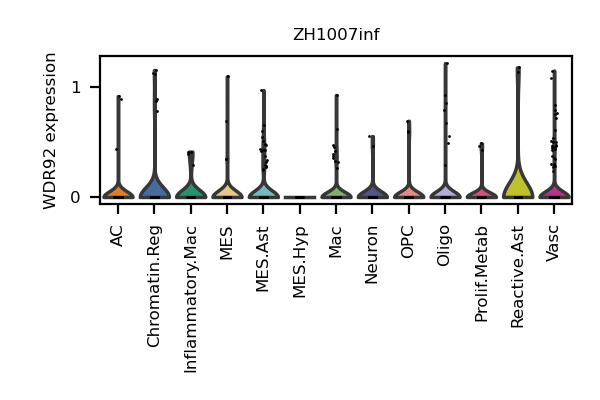 ZH1007inf
WDR92 expression
1
0
AC
Chromatin.Reg
Inflammatory.Mac
MES
MES.Ast
MES.Hyp
Mac
Neuron
OPC
Oligo
Prolif.Metab
Reactive.Ast
Vasc